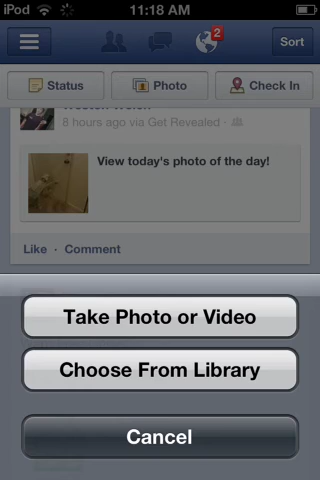 iPod 11:18 AM
2
Sort
Status Photo Check In
8 hours ago via Get Revealed ·
View today's photo of the day!
Like · Comment
Take Photo or Video
Choose From Library
Cancel